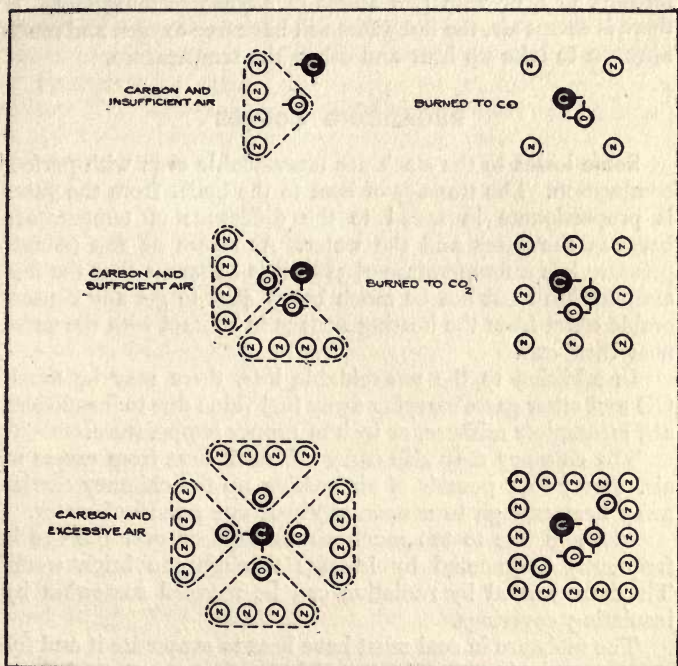 N C N N
N
CARBON AND
INSUFFICIENT AIR
N O
BURNED TO CO
C O
N
N N
N
N
N
N
O C
O
CARBON AND
SUFFICIENT AIR
N N N N
BURNED TO CO₂
N N N
N C O
O N
N N N
N N N N
O
N
N
N
N
O C O
O
N
N
N
N
N N N N
CARBON AND
EXCESSIVE AIR
N N N N N
N O N
N C O N
O O N
N N N N N